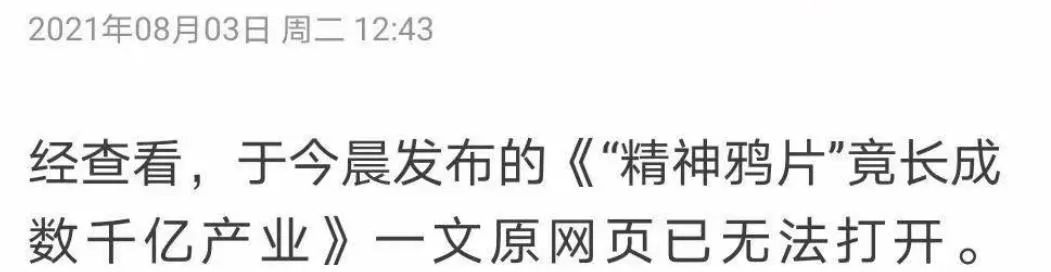 2021年08月03日 周二 12:43
经查看，于今晨发布的《“精神鸦片”竟长成
数千亿产业》一文原网页已无法打开。